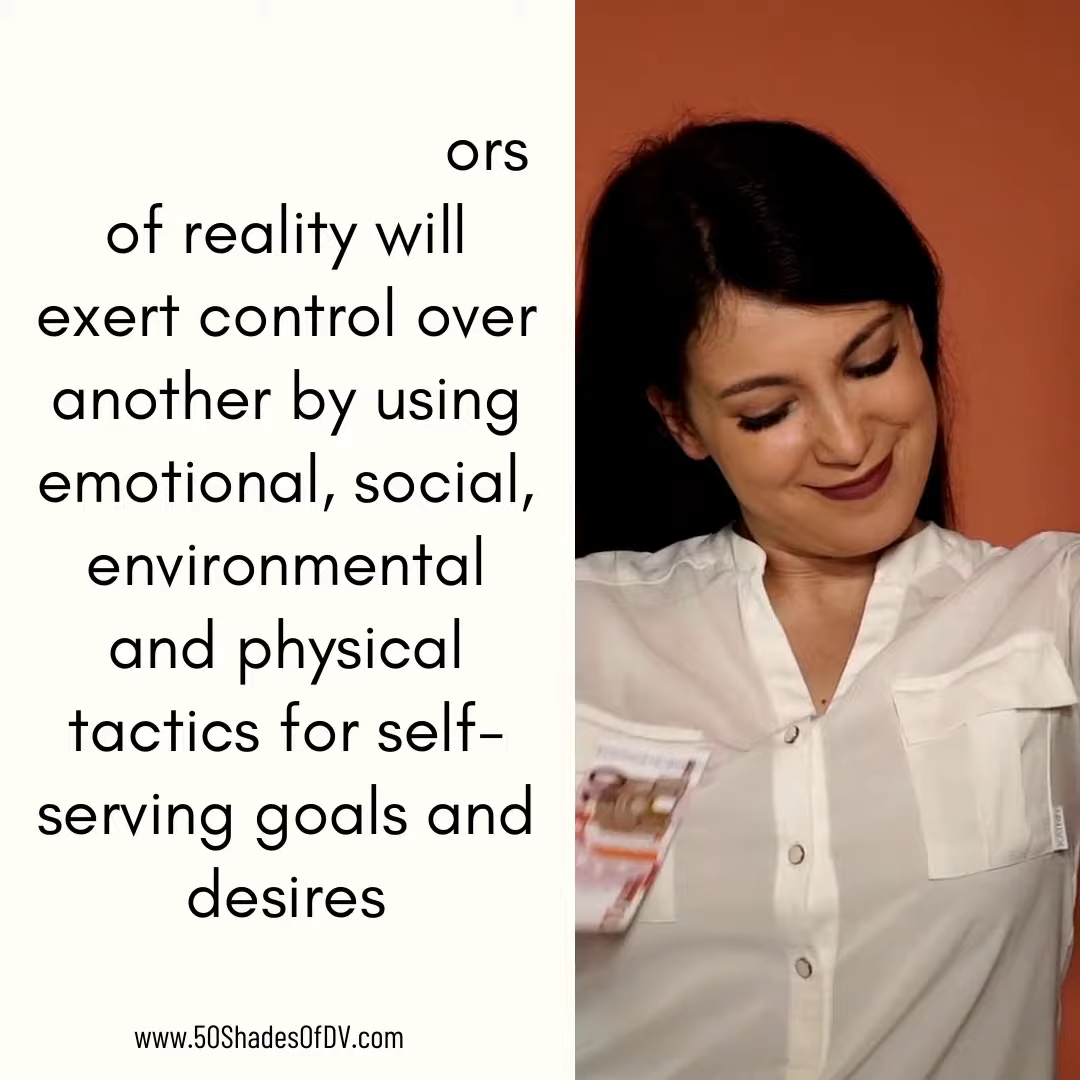 ors
of reality will
exert control over
another by using
emotional, social,
environmental
and physical
tactics for self-
serving goals and
desires
www.50ShadesOfDV.com